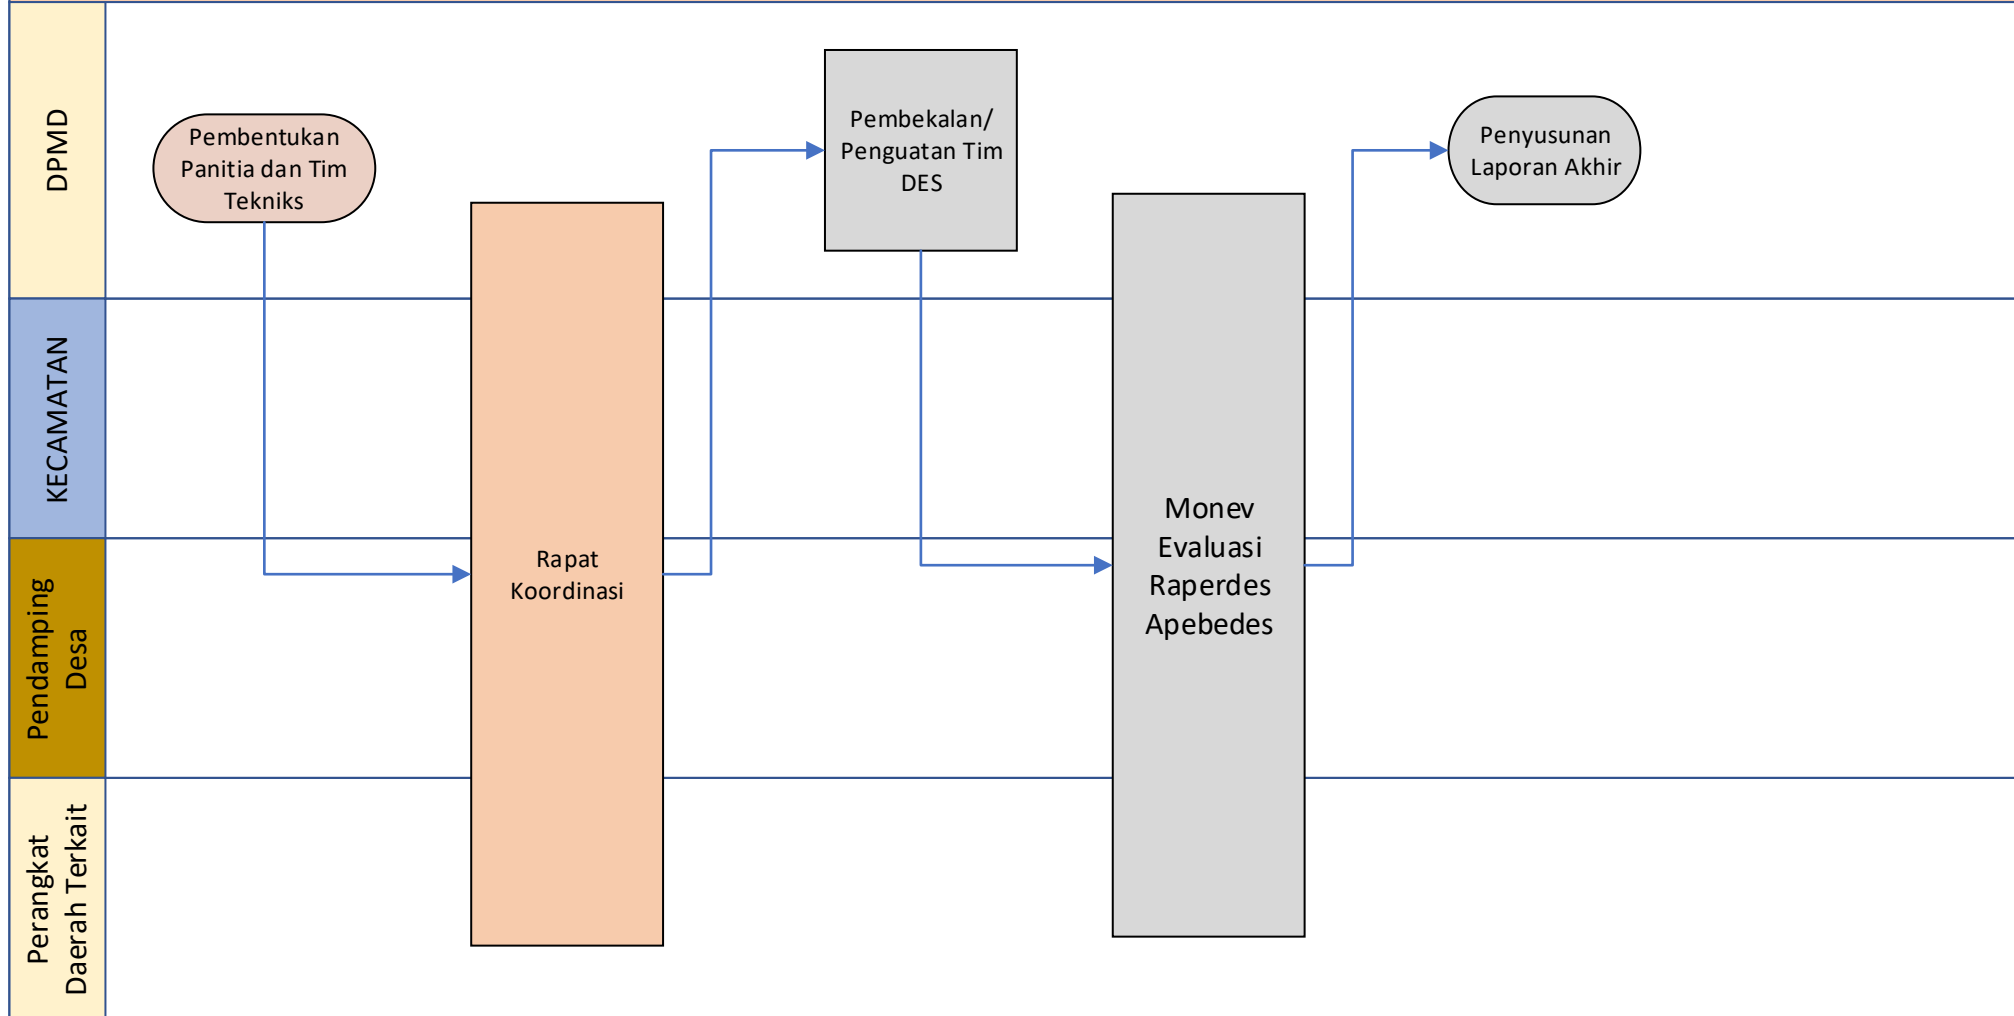 DPMD
Pembentukan
Panitia dan Tim
Tekniks
Pembekalan/
Penguatan Tim
DES
Penyusunan
Laporan Akhir
KECAMATAN
Pendamping
Desa
Rapat
Koordinasi
Monev
Evaluasi
Raperdes
Apebedes
Perangkat
Daerah Terkait